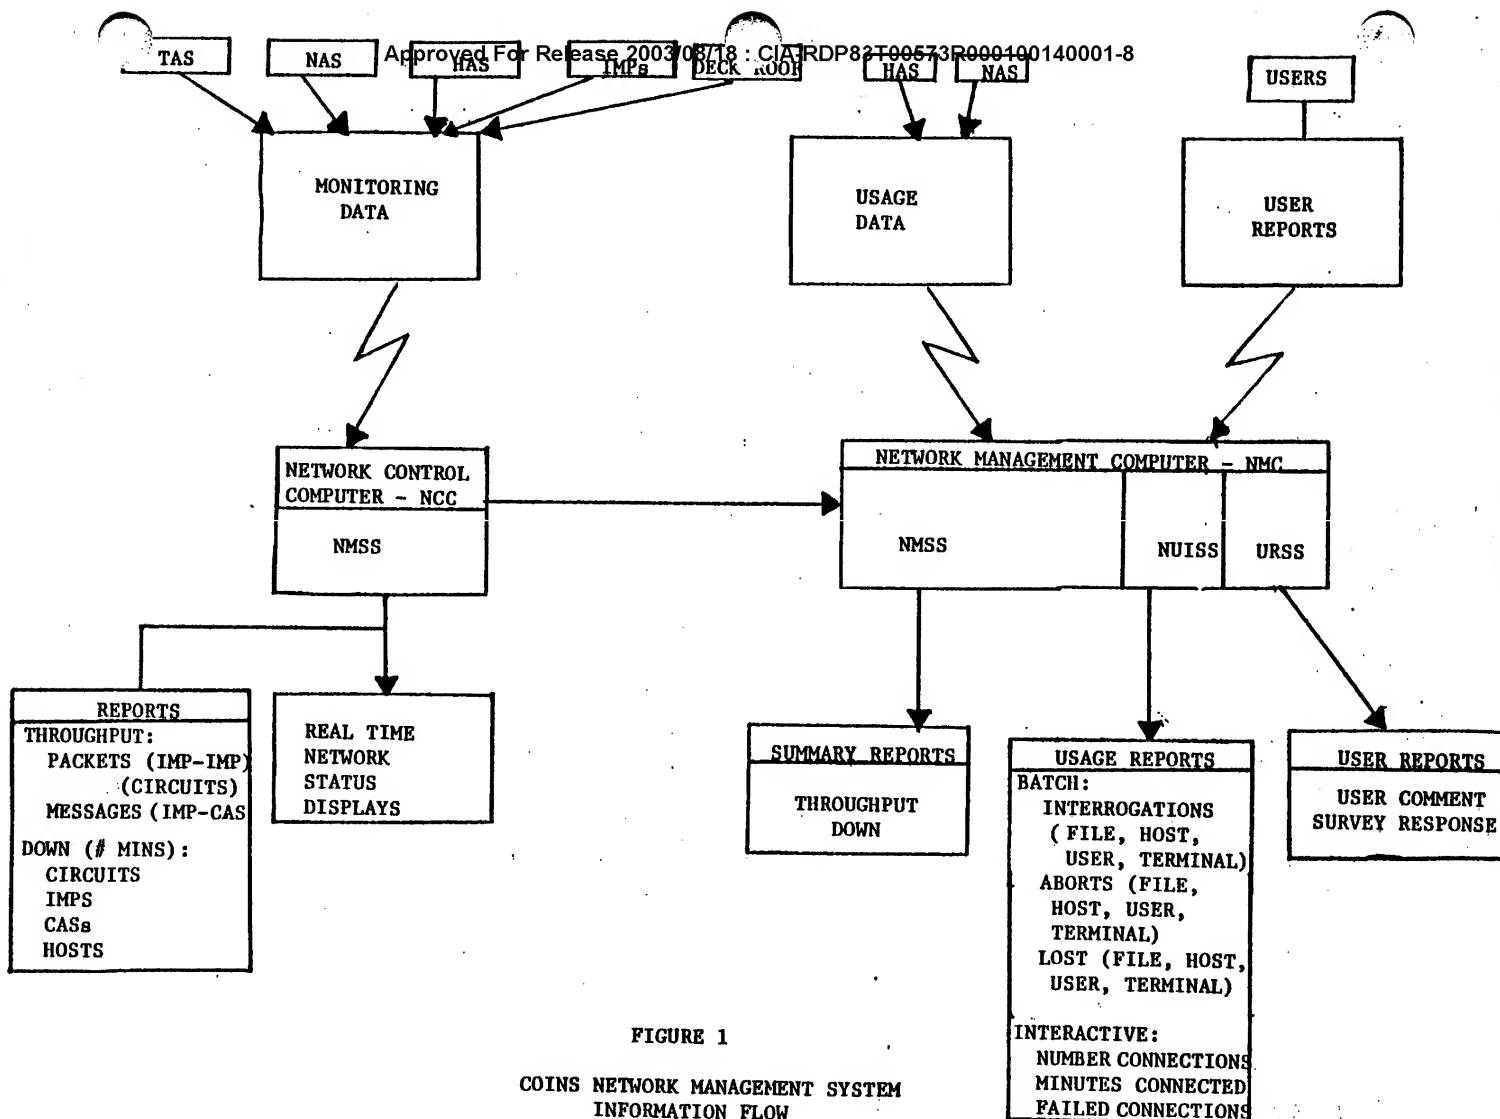 Approved For Release 2003/08/18 : CIA-RDP83T00573R000100140001-8
TAS
NAS
HAS
IMPs
DECK ROOF
HAS
NAS
USERS
MONITORING
DATA
USAGE
DATA
USER
REPORTS
NETWORK CONTROL
COMPUTER - NCC
NMSS
NETWORK MANAGEMENT COMPUTER - NMC
NMSS
NUISS
URSS
REPORTS
THROUGHPUT:
PACKETS (IMP-IMP)
(CIRCUITS)
MESSAGES (IMP-CAS
DOWN (# MINS):
CIRCUITS
IMPS
CASs
HOSTS
REAL TIME
NETWORK
STATUS
DISPLAYS
SUMMARY REPORTS
THROUGHPUT
DOWN
USAGE REPORTS
BATCH:
INTERROGATIONS
(FILE, HOST,
USER, TERMINAL)
ABORTS (FILE,
HOST, USER,
TERMINAL)
LOST (FILE, HOST,
USER, TERMINAL)
INTERACTIVE:
NUMBER CONNECTIONS
MINUTES CONNECTED
FAILED CONNECTIONS
USER REPORTS
USER COMMENT
SURVEY RESPONSE
FIGURE 1
COINS NETWORK MANAGEMENT SYSTEM
INFORMATION FLOW